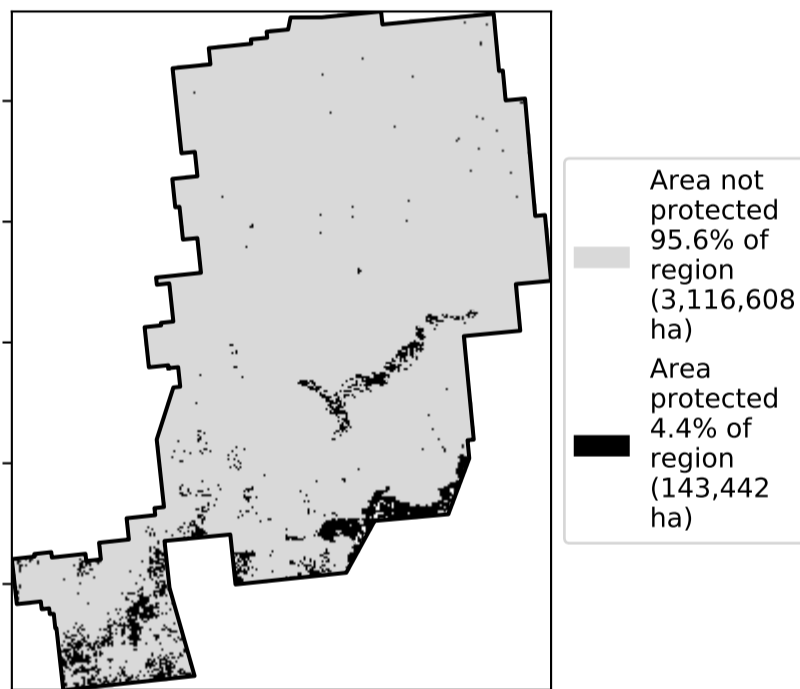 Area not
protected
95.6% of
region
(3,116,608
ha)
Area
protected
4.4% of
region
(143,442
ha)